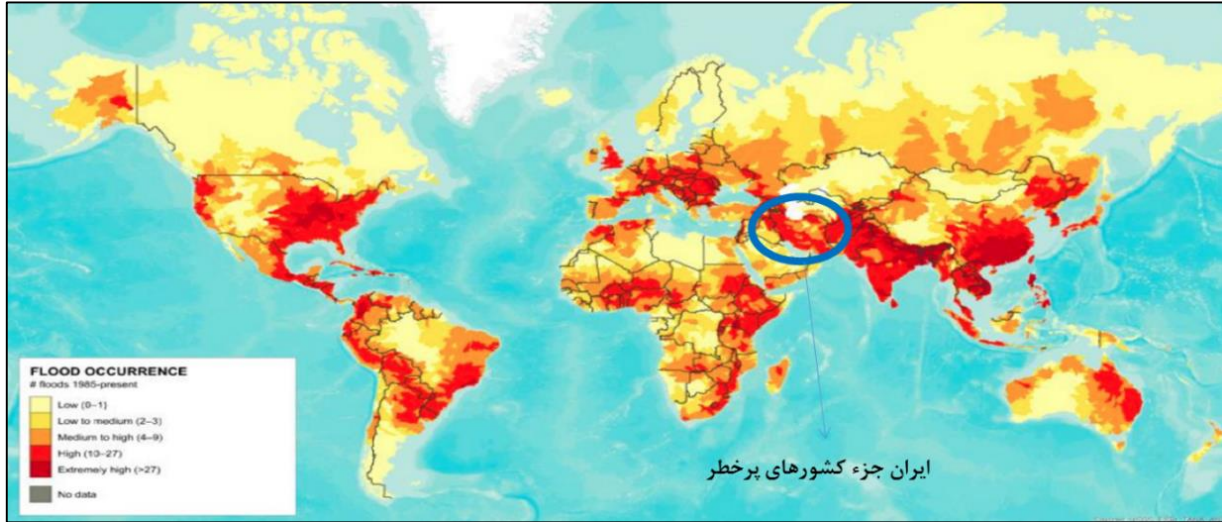 FLOOD OCCURRENCE
# floods 1985-present
Low (0–1)
Low to medium (2–3)
Medium to high (4–9)
High (10–27)
Extremely high (>27)
No data
ایران جزء کشورهای پرخطر